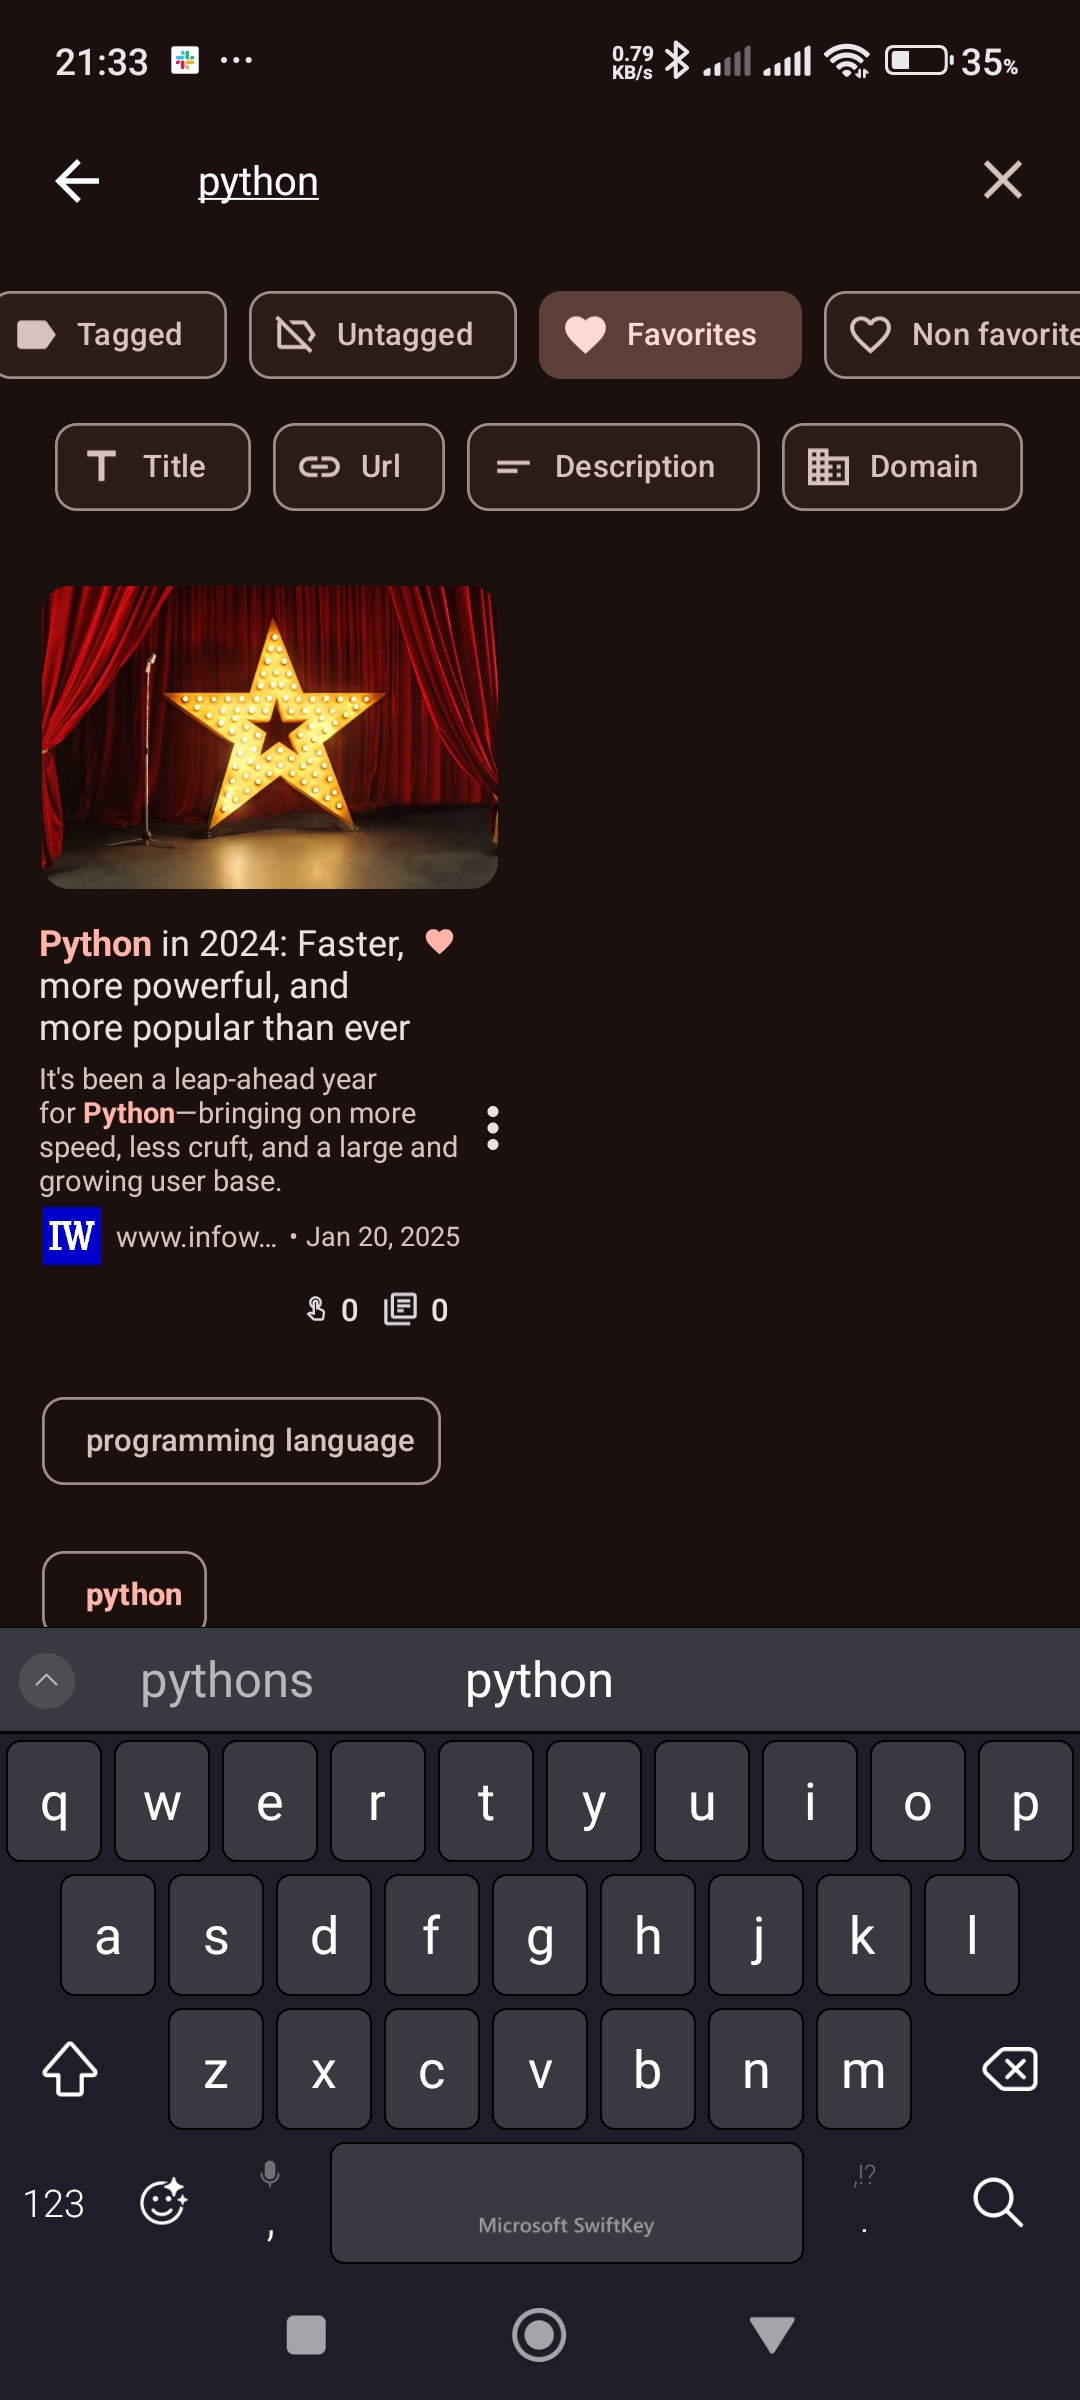 21:33 ... 0.79 KB/s 35%
python
Tagged Untagged Favorites Non favorite
Title Url Description Domain
Python in 2024: Faster,
more powerful, and
more popular than ever
It's been a leap-ahead year
for Python—bringing on more
speed, less cruft, and a large and
growing user base.
IW www.infow... • Jan 20, 2025
0 0
programming language
python
pythons python
q w e r t y u i o p
a s d f g h j k l
z x c v b n m
,!?
123 , Microsoft SwiftKey .